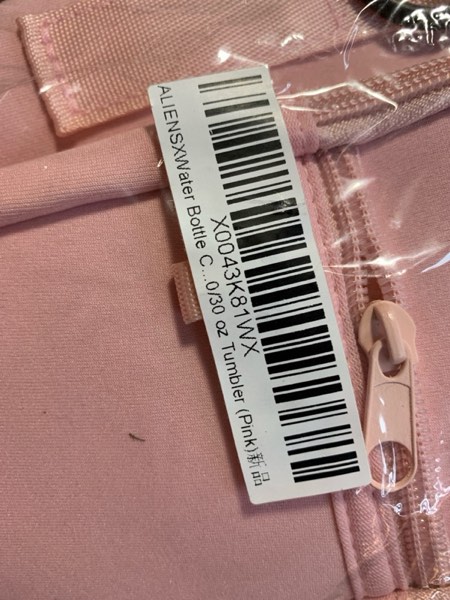 X0043K81WX
ALIENSXWater Bottle C...0/30 oz Tumbler (Pink)新品